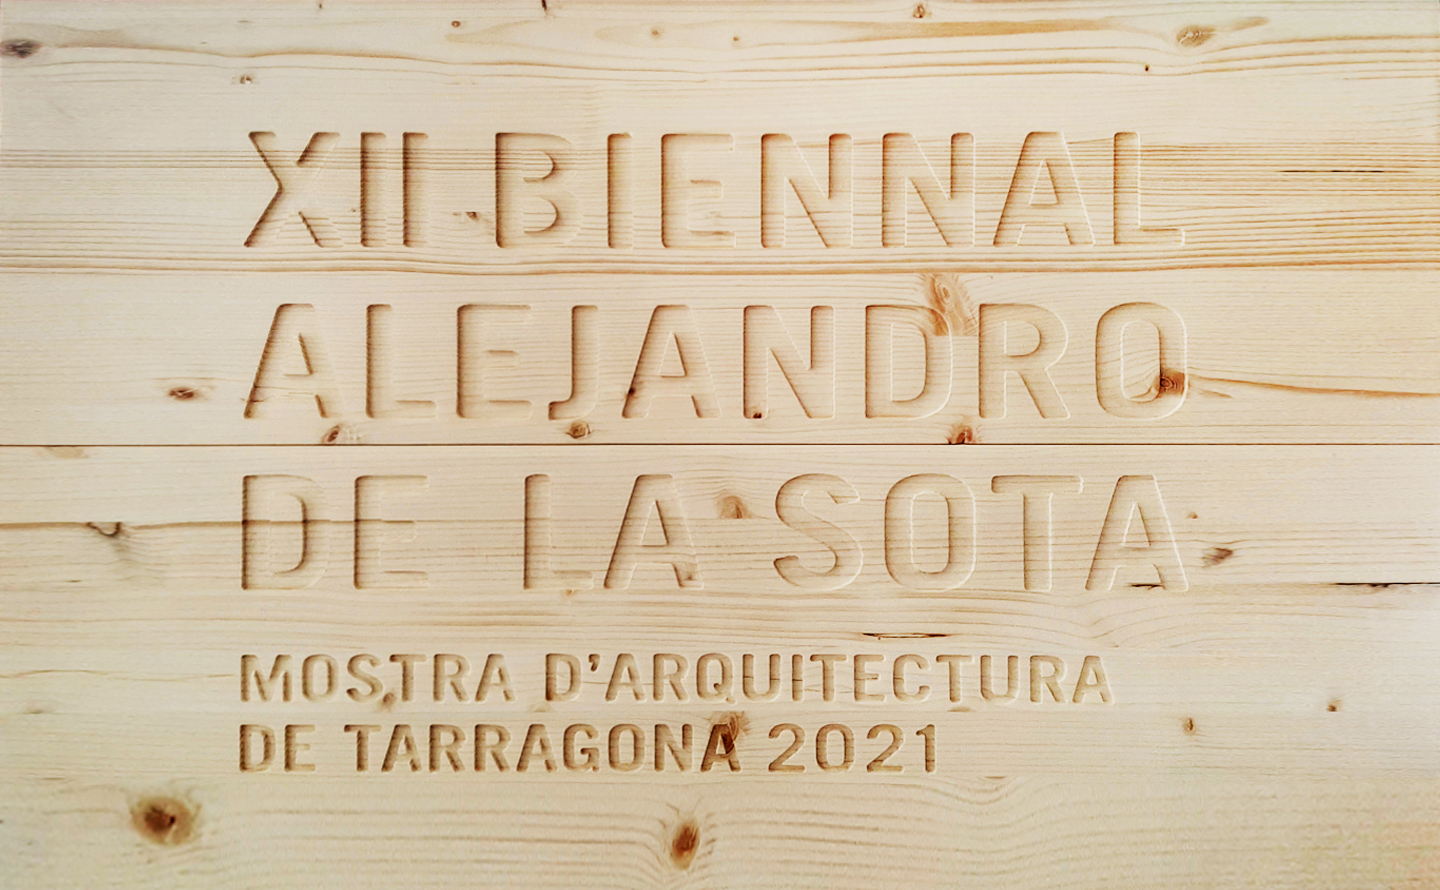 XII BIENNAL
ALEJANDRO
DE LA SOTA
MOSTRA D’ARQUITECTURA
DE TARRAGONA 2021